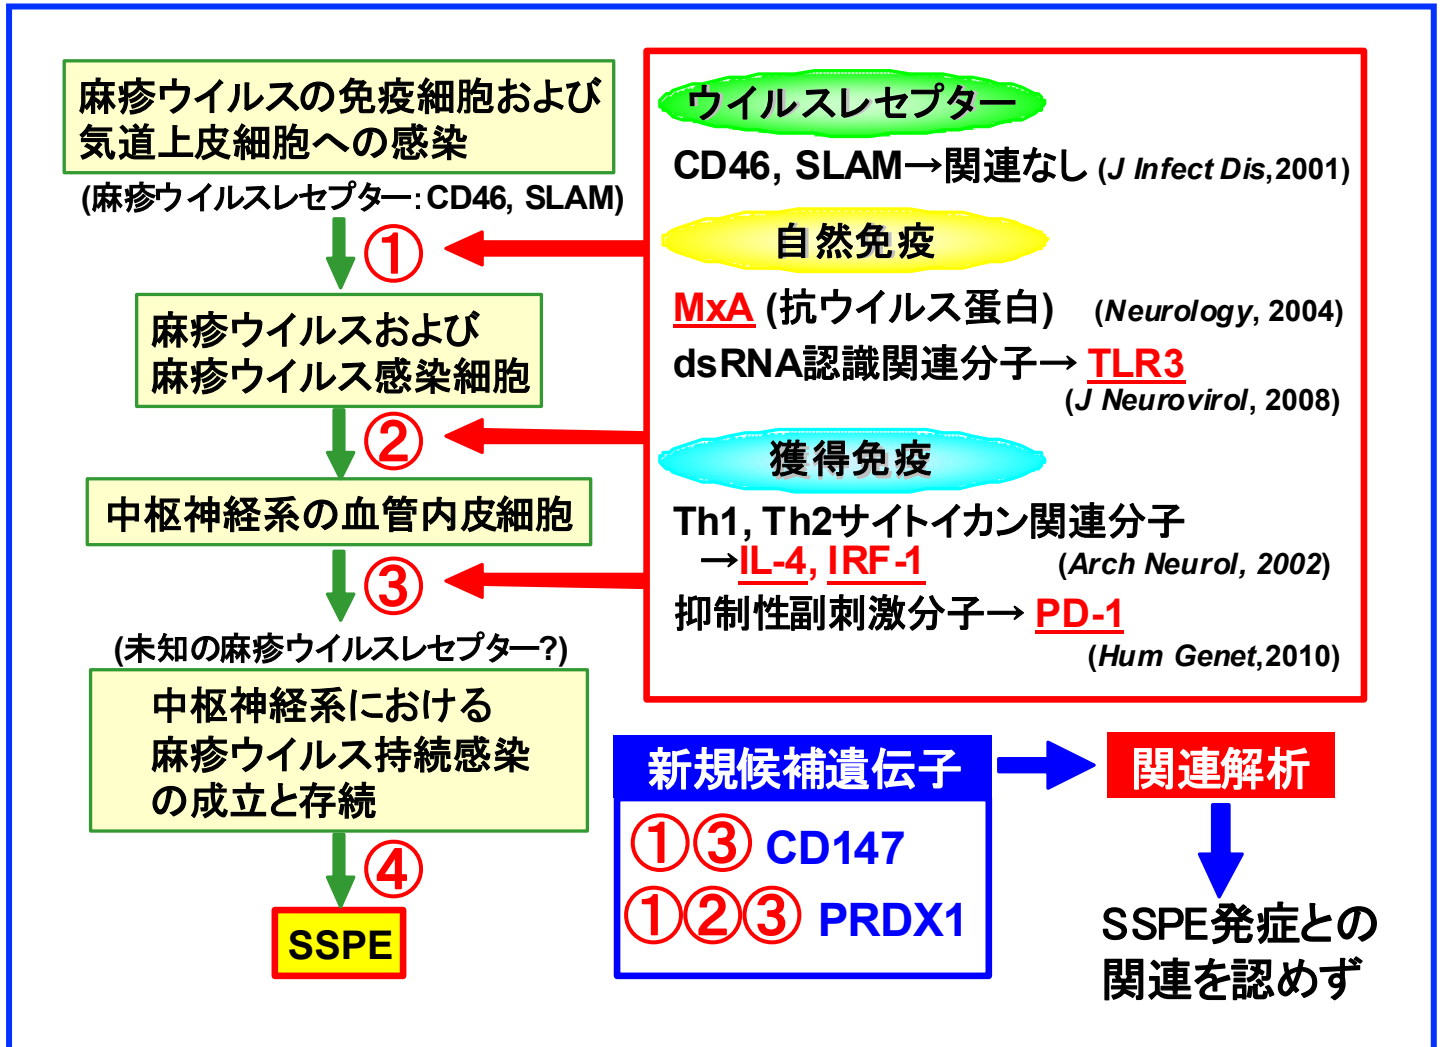 麻疹ウイルスの免疫細胞および
気道上皮細胞への感染
(麻疹ウイルスレセプター：CD46, SLAM)
①
麻疹ウイルスおよび
麻疹ウイルス感染細胞
②
中枢神経系の血管内皮細胞
③
(未知の麻疹ウイルスレセプター?)
中枢神経系における
麻疹ウイルス持続感染
の成立と存続
④
SSPE
ウイルスレセプター
CD46, SLAM→関連なし (J Infect Dis,2001)
自然免疫
MxA (抗ウイルス蛋白) (Neurology, 2004)
dsRNA認識関連分子→ TLR3
(J Neurovirol, 2008)
獲得免疫
Th1, Th2サイトイカン関連分子
→IL-4, IRF-1 (Arch Neurol, 2002)
抑制性副刺激分子→ PD-1
(Hum Genet,2010)
新規候補遺伝子
①③ CD147
①②③ PRDX1
関連解析
SSPE発症との
関連を認めず